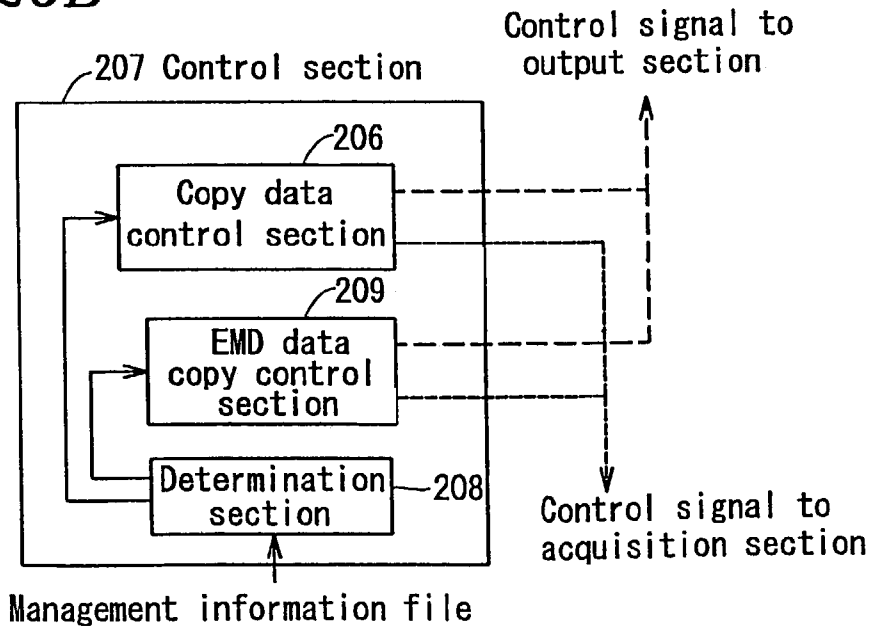 Control signal to
output section
207 Control section
206
Copy data
control section
209
EMD data
copy control
section
Determination
section
208
Control signal to
acquisition section
Management information file